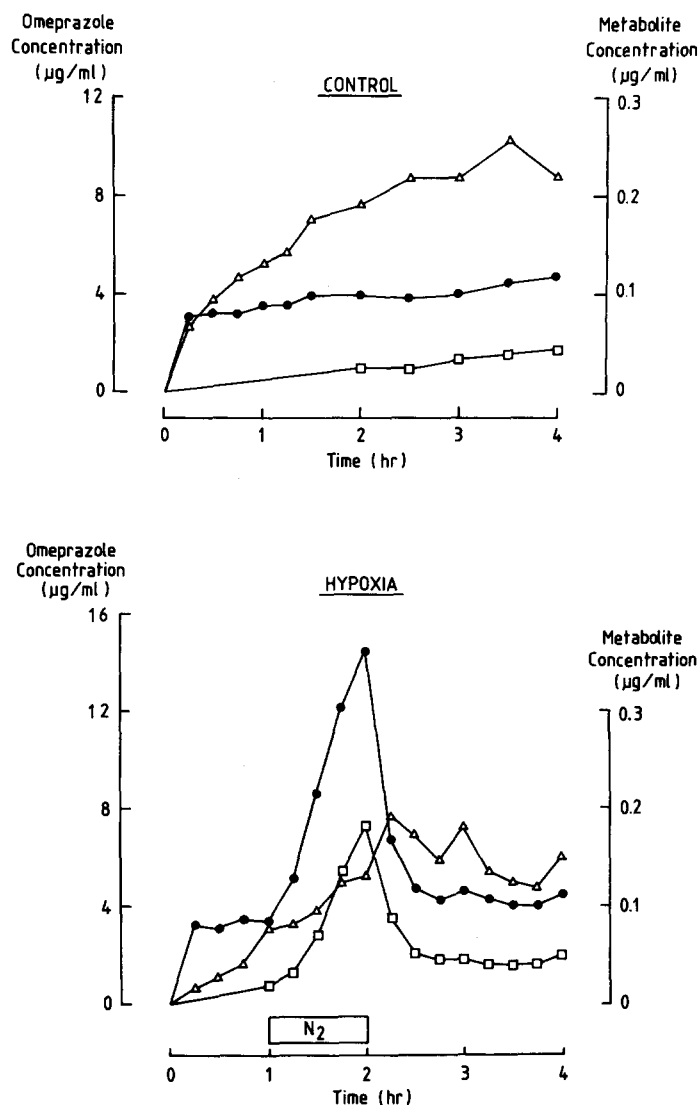 Omeprazole
Concentration
(µg/ml)
Metabolite
Concentration
(µg/ml)
CONTROL
12
8
4
0
0.3
0.2
0.1
0
0 1 2 3 4
Time (hr)
Omeprazole
Concentration
(µg/ml)
HYPOXIA
Metabolite
Concentration
(µg/ml)
16
12
8
4
0
0.3
0.2
0.1
0
N2
0 1 2 3 4
Time (hr)